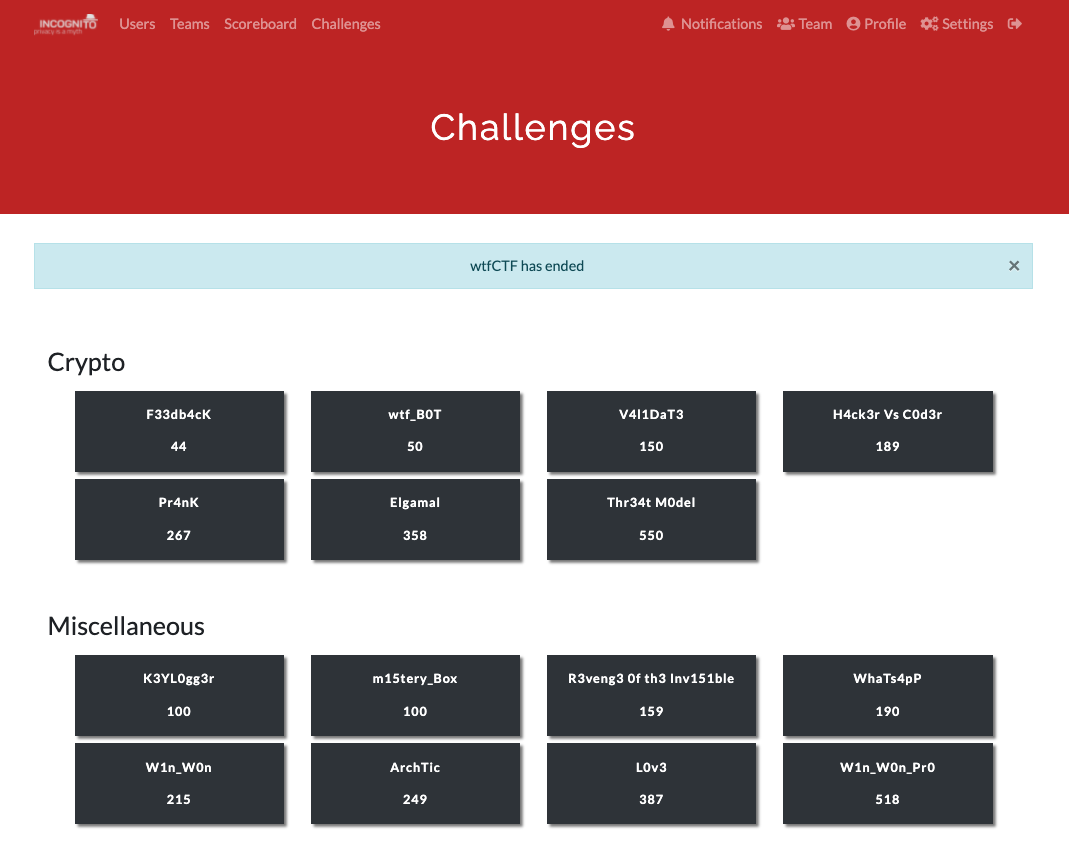 INCOGNITO
privacy is a myth
Users Teams Scoreboard Challenges Notifications Team Profile Settings
Challenges
wtfCTF has ended ×
Crypto
F33db4cK wtf_B0T V4l1DaT3 H4ck3r Vs C0d3r
44 50 150 189
Pr4nK Elgamal Thr34t M0del
267 358 550
Miscellaneous
K3YL0gg3r m15tery_Box R3veng3 0f th3 Inv151ble WhaTs4pP
100 100 159 190
W1n_W0n ArchTic L0v3 W1n_W0n_Pr0
215 249 387 518